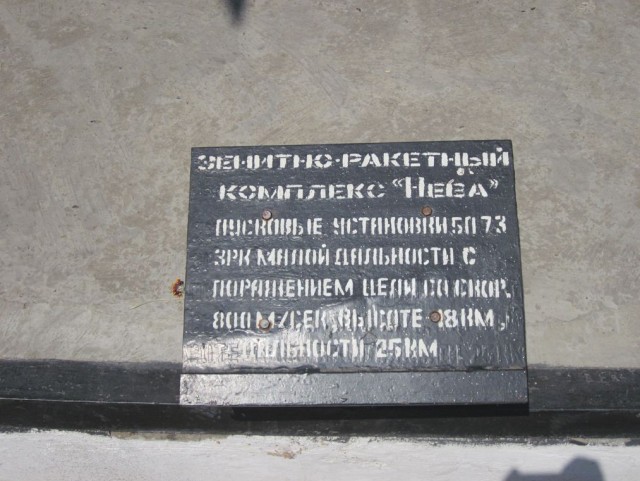 ЗЕНИТНО-РАКЕТНЫЙ
КОМПЛЕКС "НЕВА"
ПУСКОВЫЕ УСТАНОВКИ 5П73
ЗРК МАЛОЙ ДАЛЬНОСТИ С
ПОРАЖЕНИЕМ ЦЕЛИ СО СКОР.
800 М/СЕК, ВЫСОТЕ-18 КМ,
ДАЛЬНОСТИ-25 КМ